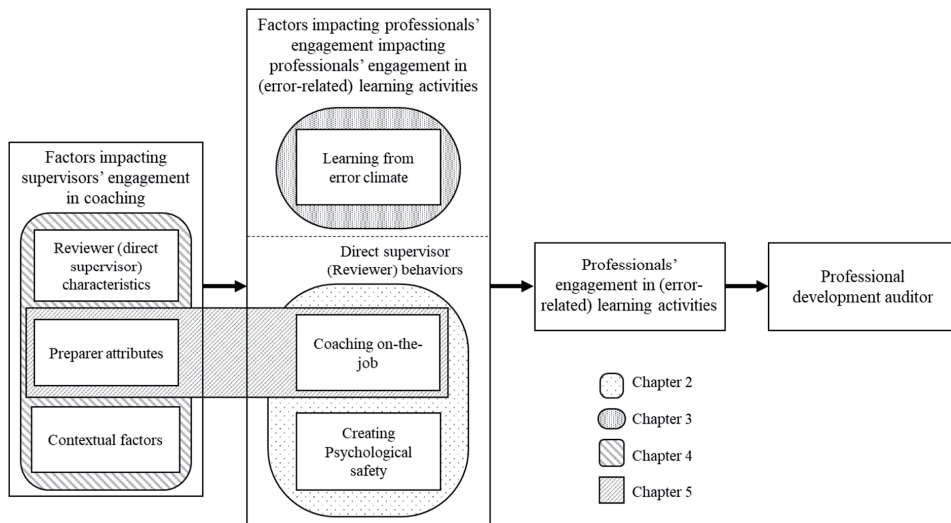 Factors impacting
supervisors' engagement
in coaching
Reviewer (direct
supervisor)
characteristics
Preparer attributes
Contextual factors
Factors impacting professionals'
engagement impacting
professionals' engagement in
(error-related) learning activities
Learning from
error climate
Direct supervisor
(Reviewer) behaviors
Coaching on-the-
job
Creating
Psychological
safety
Professionals'
engagement in (error-
related) learning activities
Professional
development auditor
Chapter 2
Chapter 3
Chapter 4
Chapter 5